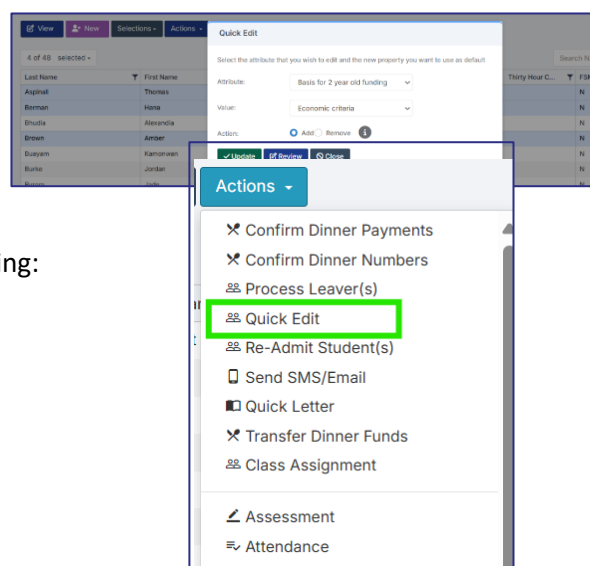 View New Selections Actions
Quick Edit
Select the attribute that you wish to edit and the new property you want to use as default
4 of 48 selected
Attribute: Basis for 2 year old funding
Last Name First Name Thirty Hour C...
Aspinall Thomas N
Value: Economic criteria
Berman Hana N
Bhudia Alexandra N
Action: Add Remove
Brown Amber N
Buayam Kamonwan N
Update Review Close
Burke Jordan N
Actions
Confirm Dinner Payments
Confirm Dinner Numbers
ing:
Process Leaver(s)
Quick Edit
Re-Admit Student(s)
Send SMS/Email
Quick Letter
Transfer Dinner Funds
Class Assignment
Assessment
Attendance